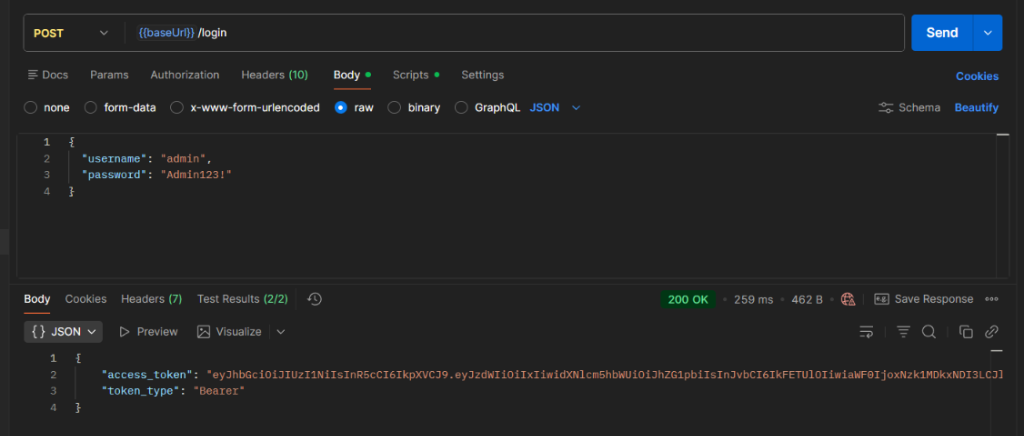 POST {{baseUrl}} /login Send
Docs Params Authorization Headers (10) Body Scripts Settings Cookies
none form-data x-www-form-urlencoded raw binary GraphQL JSON Schema Beautify
1 {
2 "username": "admin",
3 "password": "Admin123!"
4 }
Body Cookies Headers (7) Test Results (2/2) 200 OK 259 ms 462 B Save Response
{} JSON Preview Visualize
1 {
2 "access_token":
3 "token_type": "Bearer"
4 }